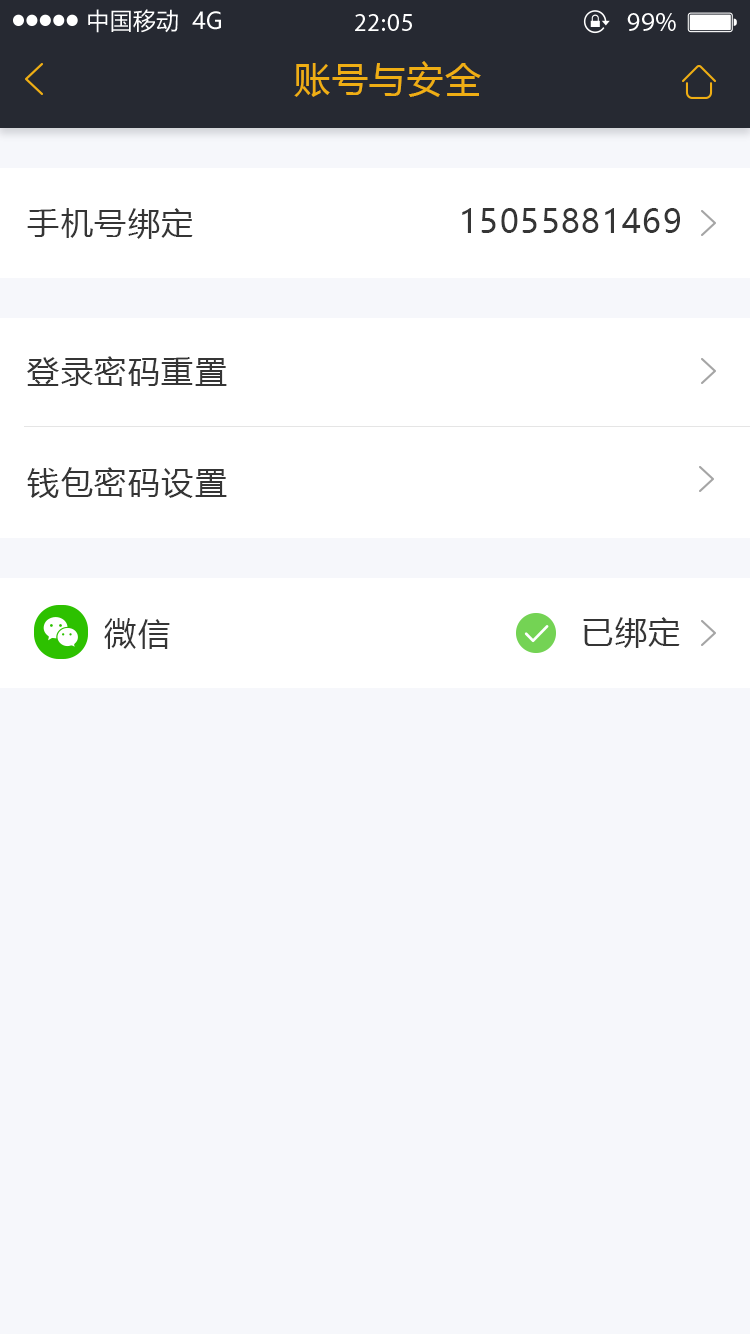 中国移动 4G 22:05 99%
账号与安全
手机号绑定 15055881469
登录密码重置
钱包密码设置
微信 已绑定